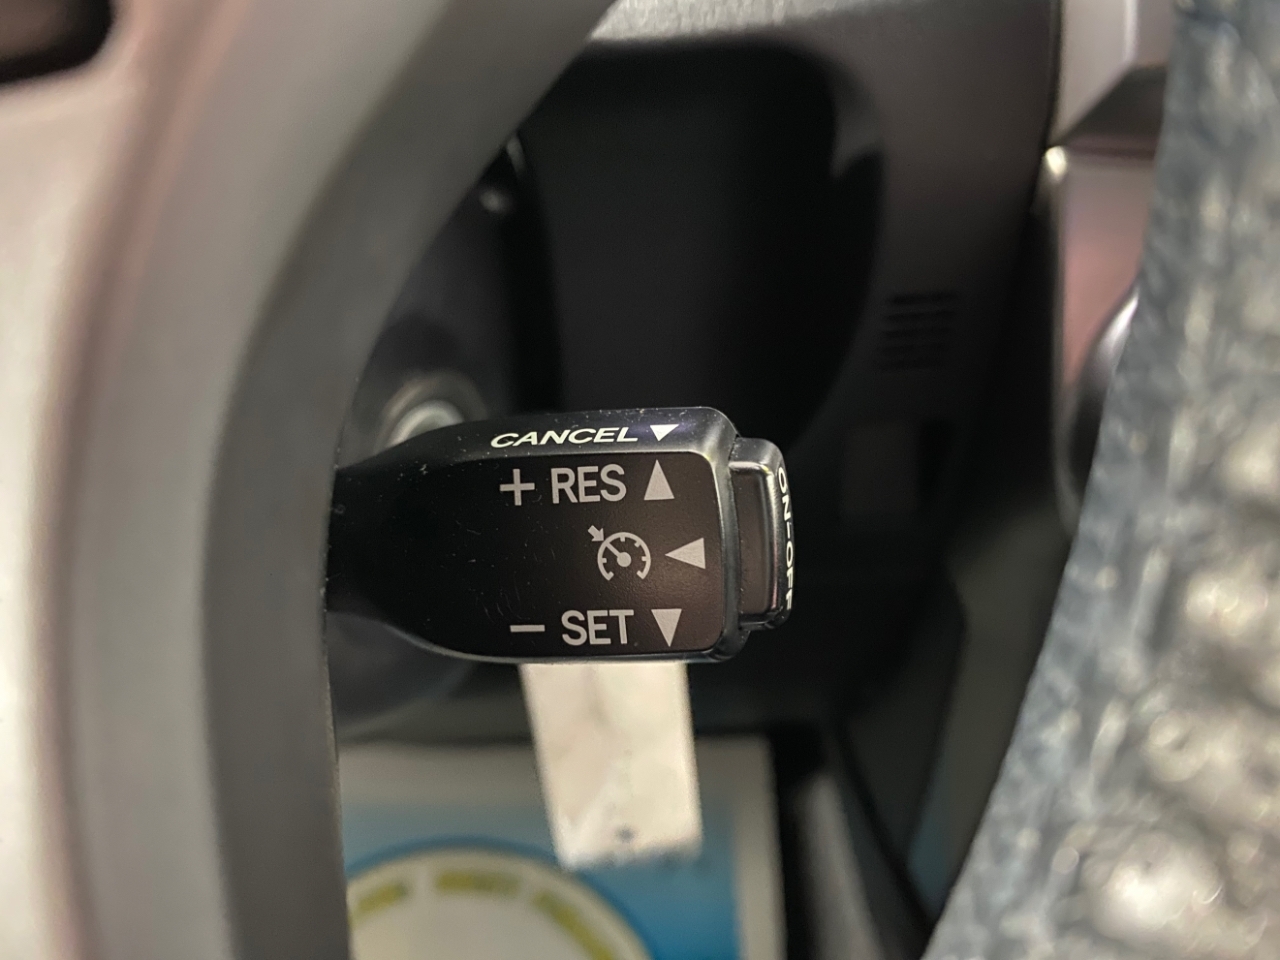 CANCEL ▼
+ RES ▲
◀
− SET ▼
ON-OFF